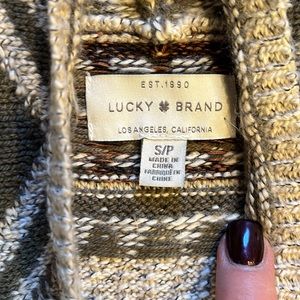 EST. 1990
LUCKY BRAND
LOS ANGELES, CALIFORNIA
S/P
MADE IN
CHINA
FABRIQUÉ EN
CHINE